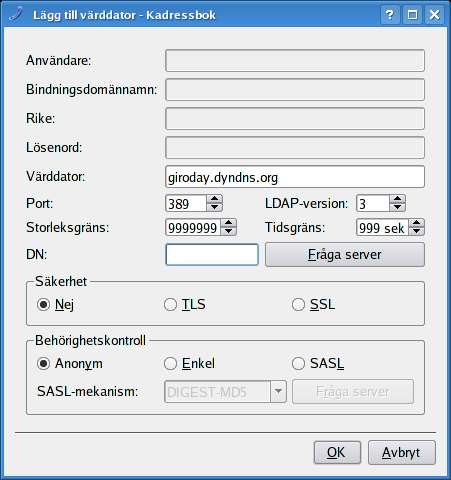 Lägg till värddator - Kadressbok
Användare:
Bindningsdomännamn:
Rike:
Lösenord:
Värddator: giroday.dyndns.org
Port: 389 LDAP-version: 3
Storleksgräns: 9999999 Tidsgräns: 999 sek
DN: Fråga server
Säkerhet
Nej TLS SSL
Behörighetskontroll
Anonym Enkel SASL
SASL-mekanism: DIGEST-MD5 Fråga server
OK Avbryt